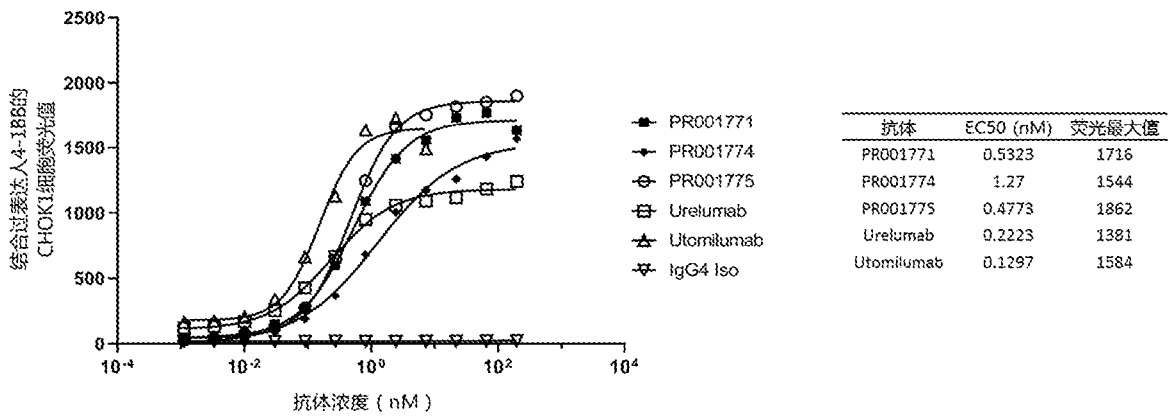 2500
2000
1500
1000
500
0
10-4
10-2
100
102
104
结合过表达人4-1BB的
CHOK1细胞荧光值
抗体浓度（nM）
PR001771
PR001774
PR001775
Urelumab
Utomilumab
IgG4 Iso
抗体 EC50 (nM) 荧光最大值
PR001771 0.5323 1716
PR001774 1.27 1544
PR001775 0.4773 1862
Urelumab 0.2223 1381
Utomilumab 0.1297 1584